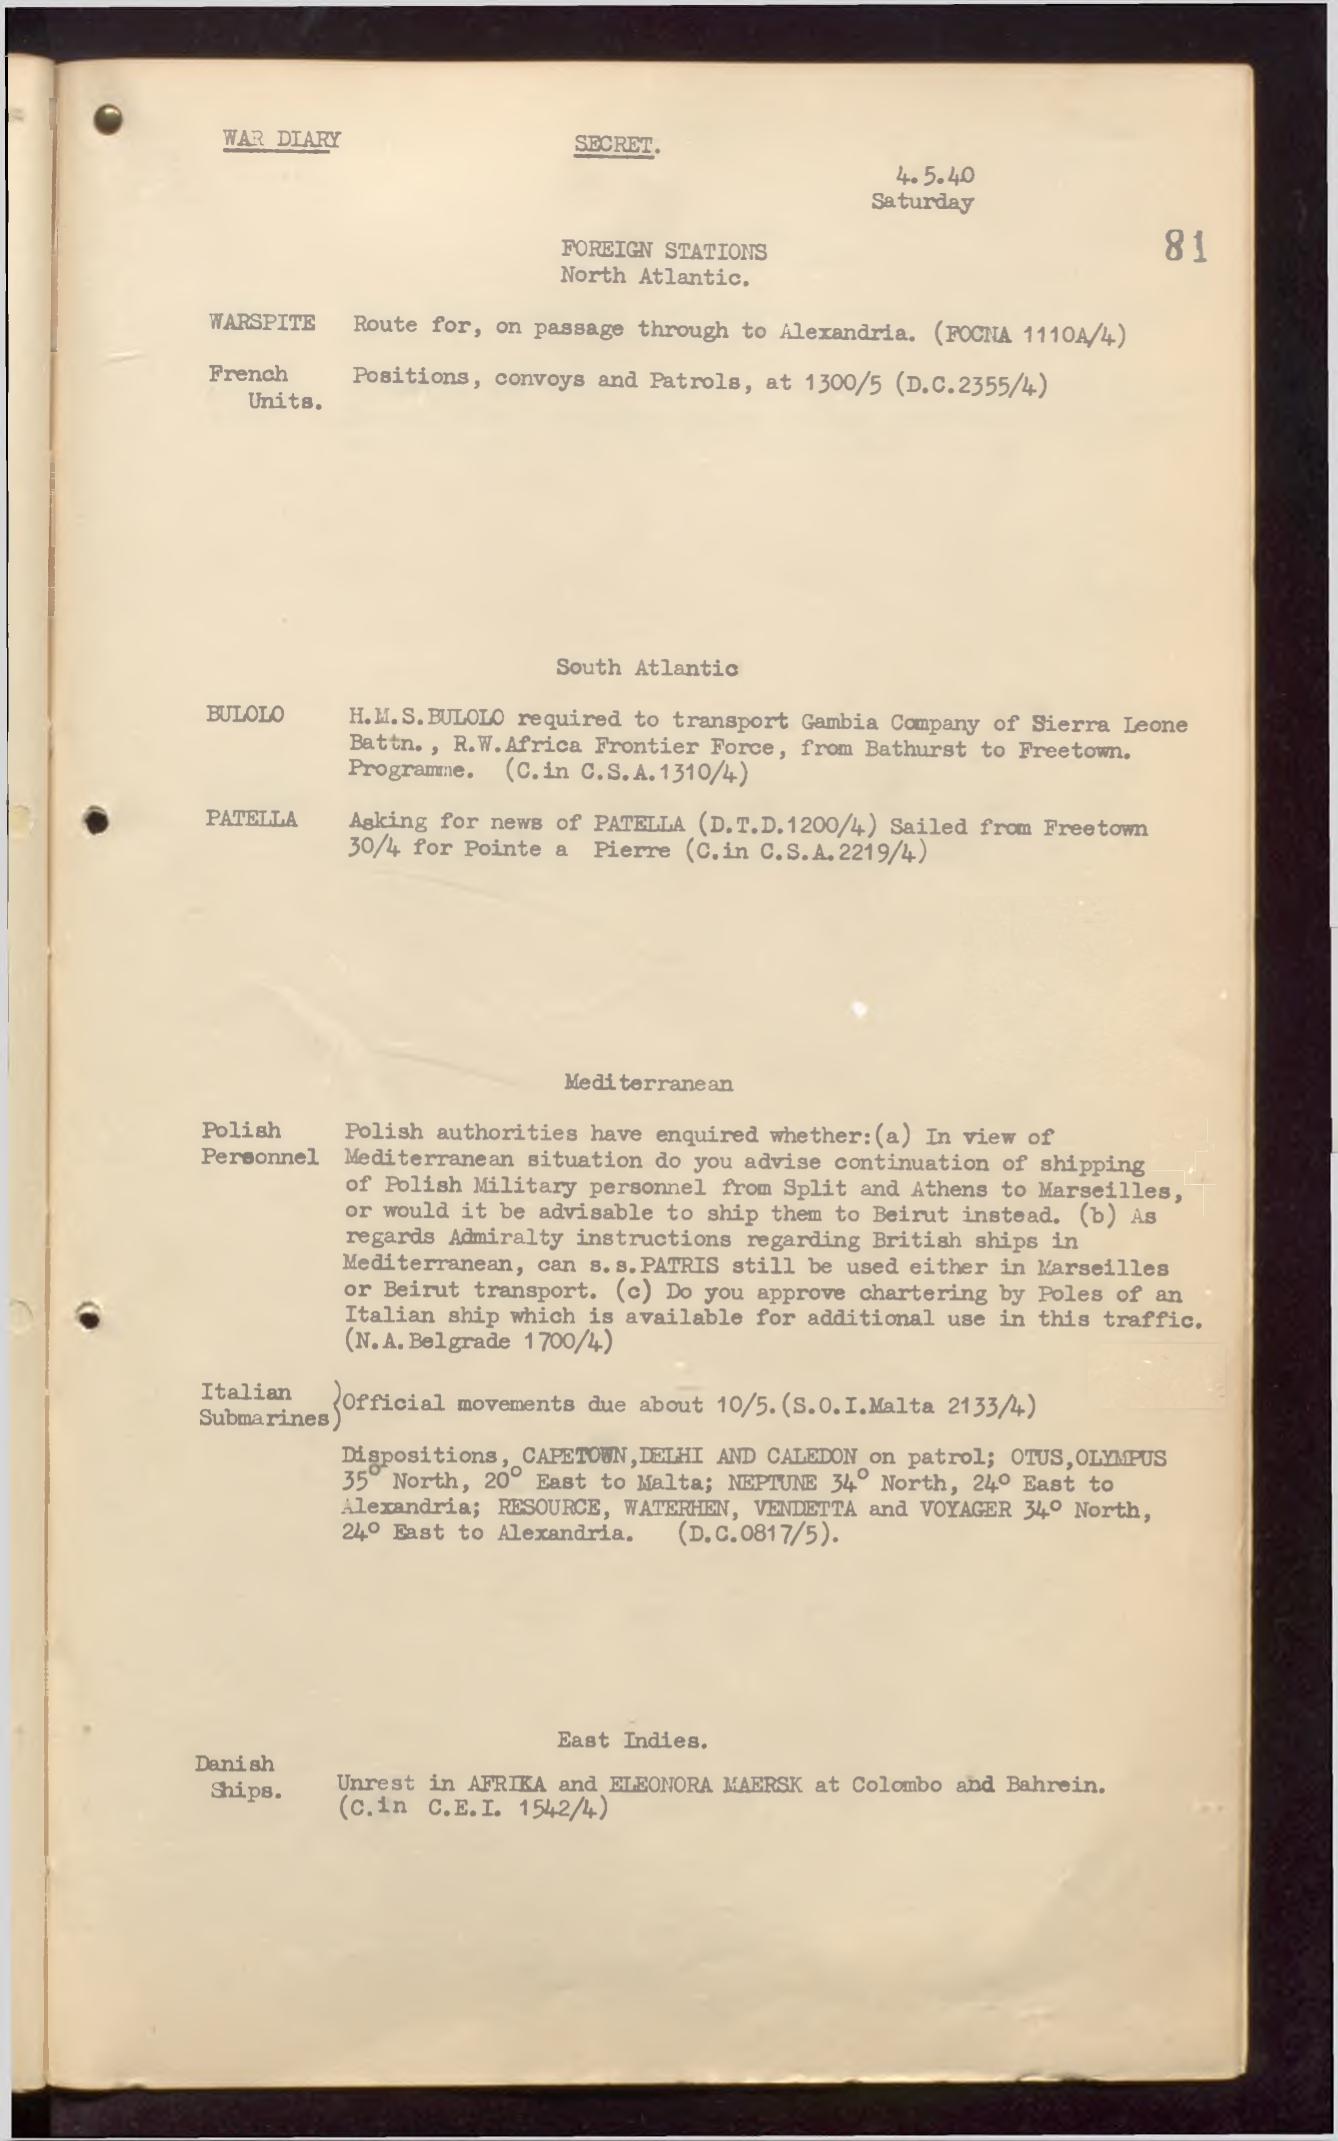 WAR DIARY
SECRET.
4.5.40
Saturday
81
FOREIGN STATIONS
North Atlantic.
WARSPITE Route for, on passage through to Alexandria. (FOCNA 1110A/4)
French Positions, convoys and Patrols, at 1300/5 (D.C.2355/4)
Units.
South Atlantic
BULOLO H.M.S.BULOLO required to transport Gambia Company of Sierra Leone
Battn., R.W.Africa Frontier Force, from Bathurst to Freetown.
Programme. (C.in C.S.A.1310/4)
PATELLA Asking for news of PATELLA (D.T.D.1200/4) Sailed from Freetown
30/4 for Pointe a Pierre (C.in C.S.A.2219/4)
Mediterranean
Polish Polish authorities have enquired whether:(a) In view of
Personnel Mediterranean situation do you advise continuation of shipping
of Polish Military personnel from Split and Athens to Marseilles,
or would it be advisable to ship them to Beirut instead. (b) As
regards Admiralty instructions regarding British ships in
Mediterranean, can s.s.PATRIS still be used either in Marseilles
or Beirut transport. (c) Do you approve chartering by Poles of an
Italian ship which is available for additional use in this traffic.
(N.A.Belgrade 1700/4)
Italian )
Submarines) Official movements due about 10/5.(S.O.I.Malta 2133/4)
Dispositions, CAPETOWN,DELHI AND CALEDON on patrol; OTUS,OLYMPUS
35° North, 20° East to Malta; NEPTUNE 34° North, 24° East to
Alexandria; RESOURCE, WATERHEN, VENDETTA and VOYAGER 34° North,
24° East to Alexandria. (D.C.0817/5).
East Indies.
Danish
Ships. Unrest in AFRIKA and ELEONORA MAERSK at Colombo and Bahrein.
(C.in C.E.I. 1542/4)